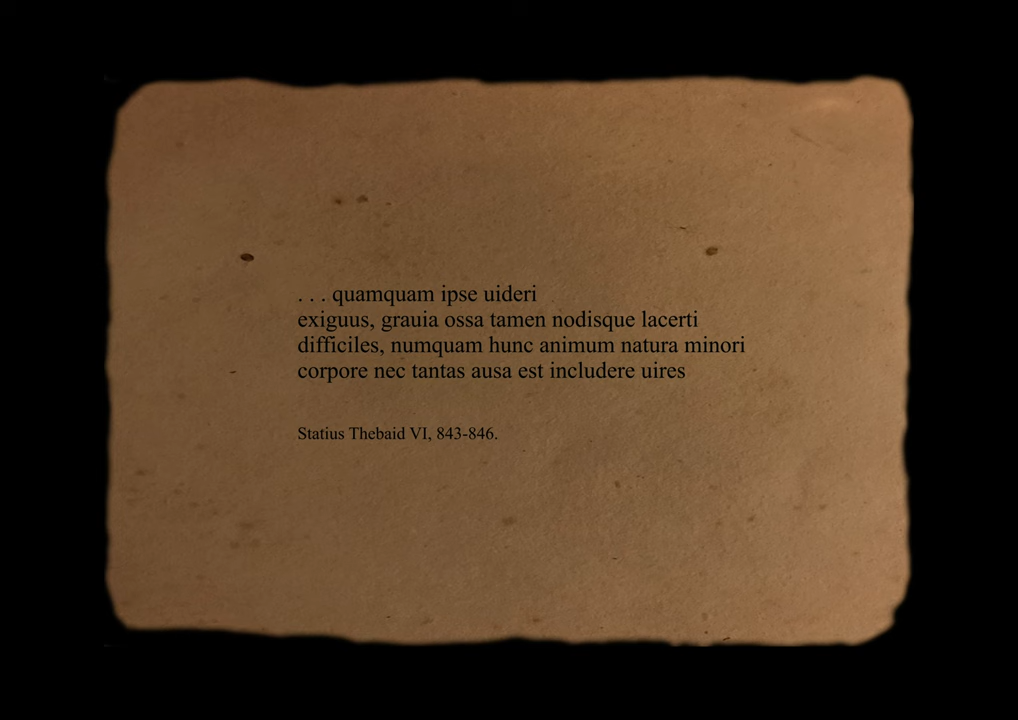 . . . quamquam ipse uideri
exiguus, grauia ossa tamen nodisque lacerti
difficiles, numquam hunc animum natura minori
corpore nec tantas ausa est includere uires
Statius Thebaid VI, 843-846.